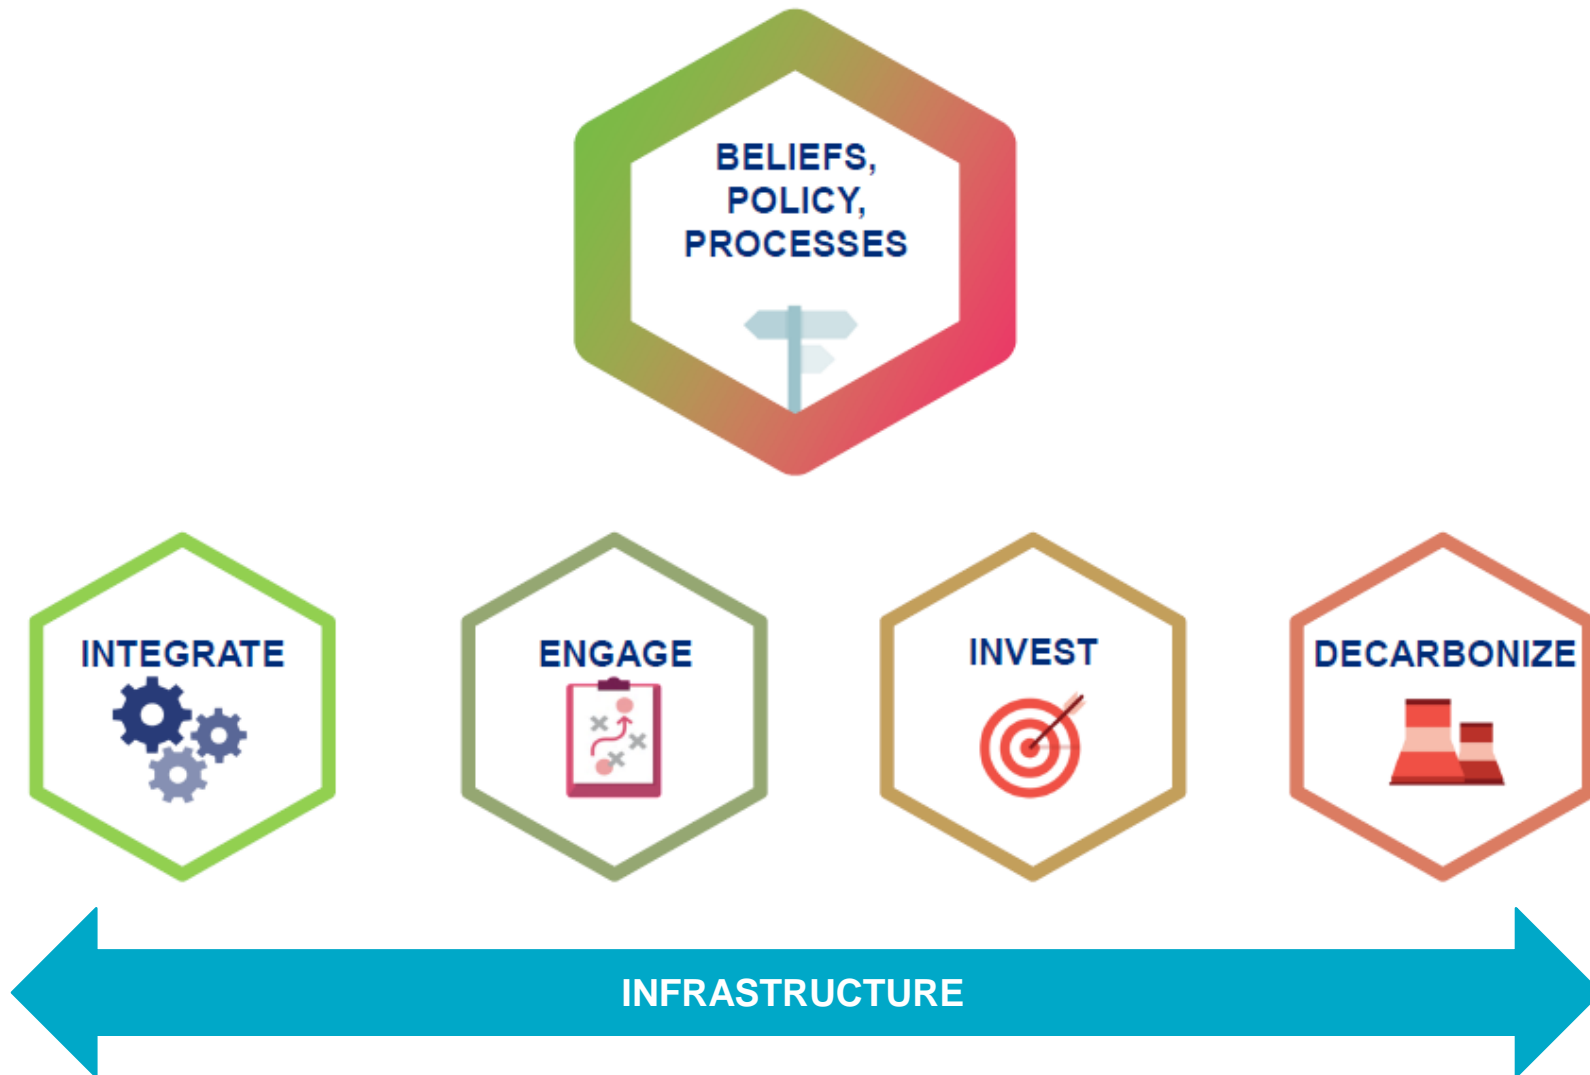 BELIEFS,
POLICY,
PROCESSES
INTEGRATE
ENGAGE
INVEST
DECARBONIZE
INFRASTRUCTURE